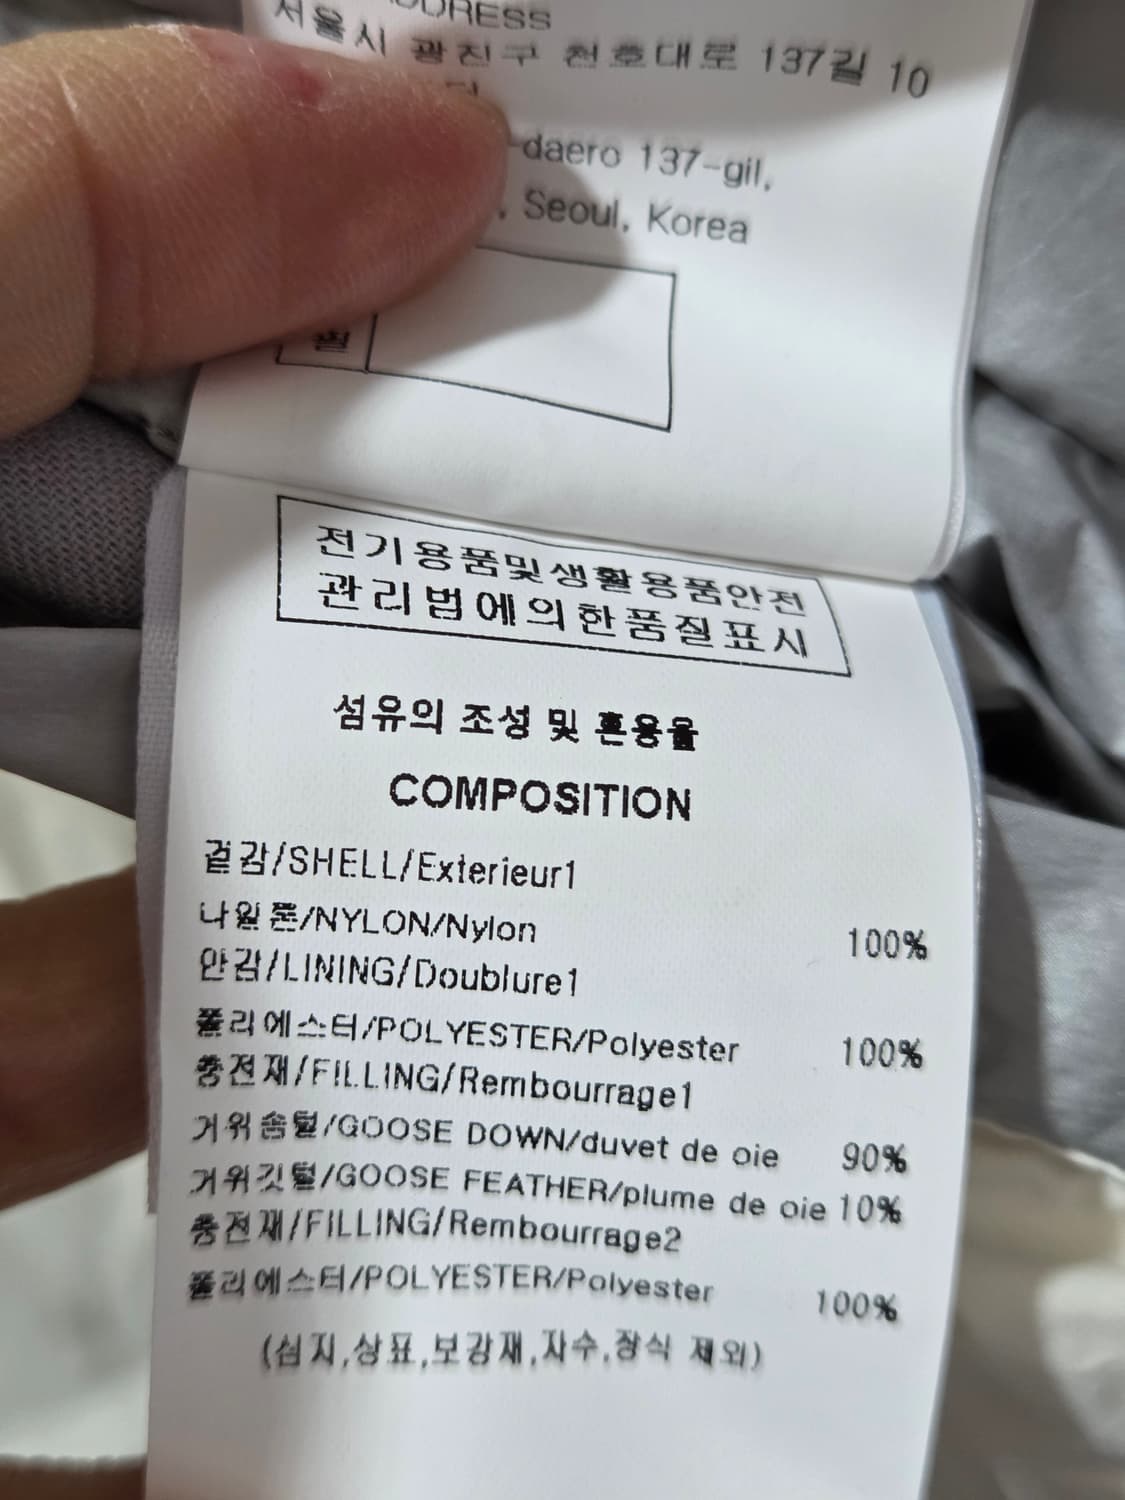 ADDRESS
서울시 광진구 천호대로 137길 10
-daero 137-gil,
, Seoul, Korea
전기용품및생활용품안전
관리법에의한품질표시
섬유의 조성 및 혼용율
COMPOSITION
겉감/SHELL/Exterieur1
나일론/NYLON/Nylon 100%
안감/LINING/Doublure1
폴리에스터/POLYESTER/Polyester 100%
충전재/FILLING/Rembourrage1
거위솜털/GOOSE DOWN/duvet de oie 90%
거위깃털/GOOSE FEATHER/plume de oie 10%
충전재/FILLING/Rembourrage2
폴리에스터/POLYESTER/Polyester 100%
(심지,상표,보강재,자수,장식 제외)